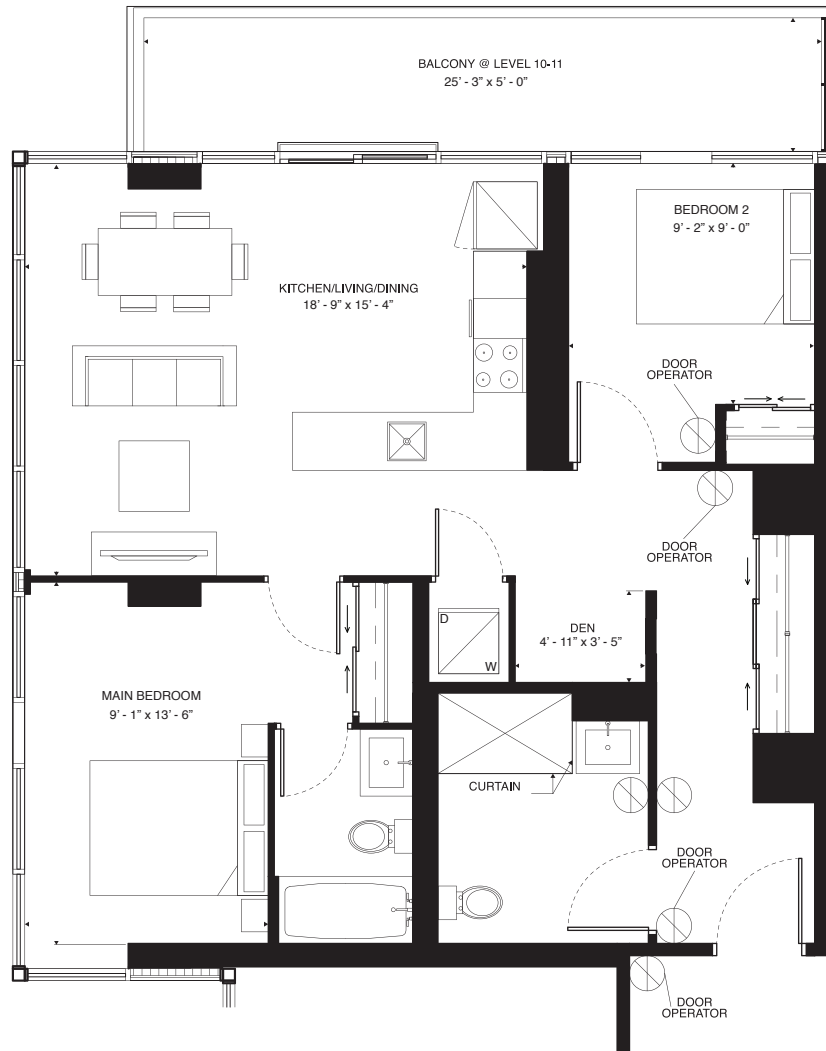 BALCONY @ LEVEL 10-11
25' - 3" x 5' - 0"
BEDROOM 2
9' - 2" x 9' - 0"
KITCHEN/LIVING/DINING
18' - 9" x 15' - 4"
DOOR
OPERATOR
DOOR
OPERATOR
D
W
DEN
4' - 11" x 3' - 5"
MAIN BEDROOM
9' - 1" x 13' - 6"
CURTAIN
DOOR
OPERATOR
DOOR
OPERATOR